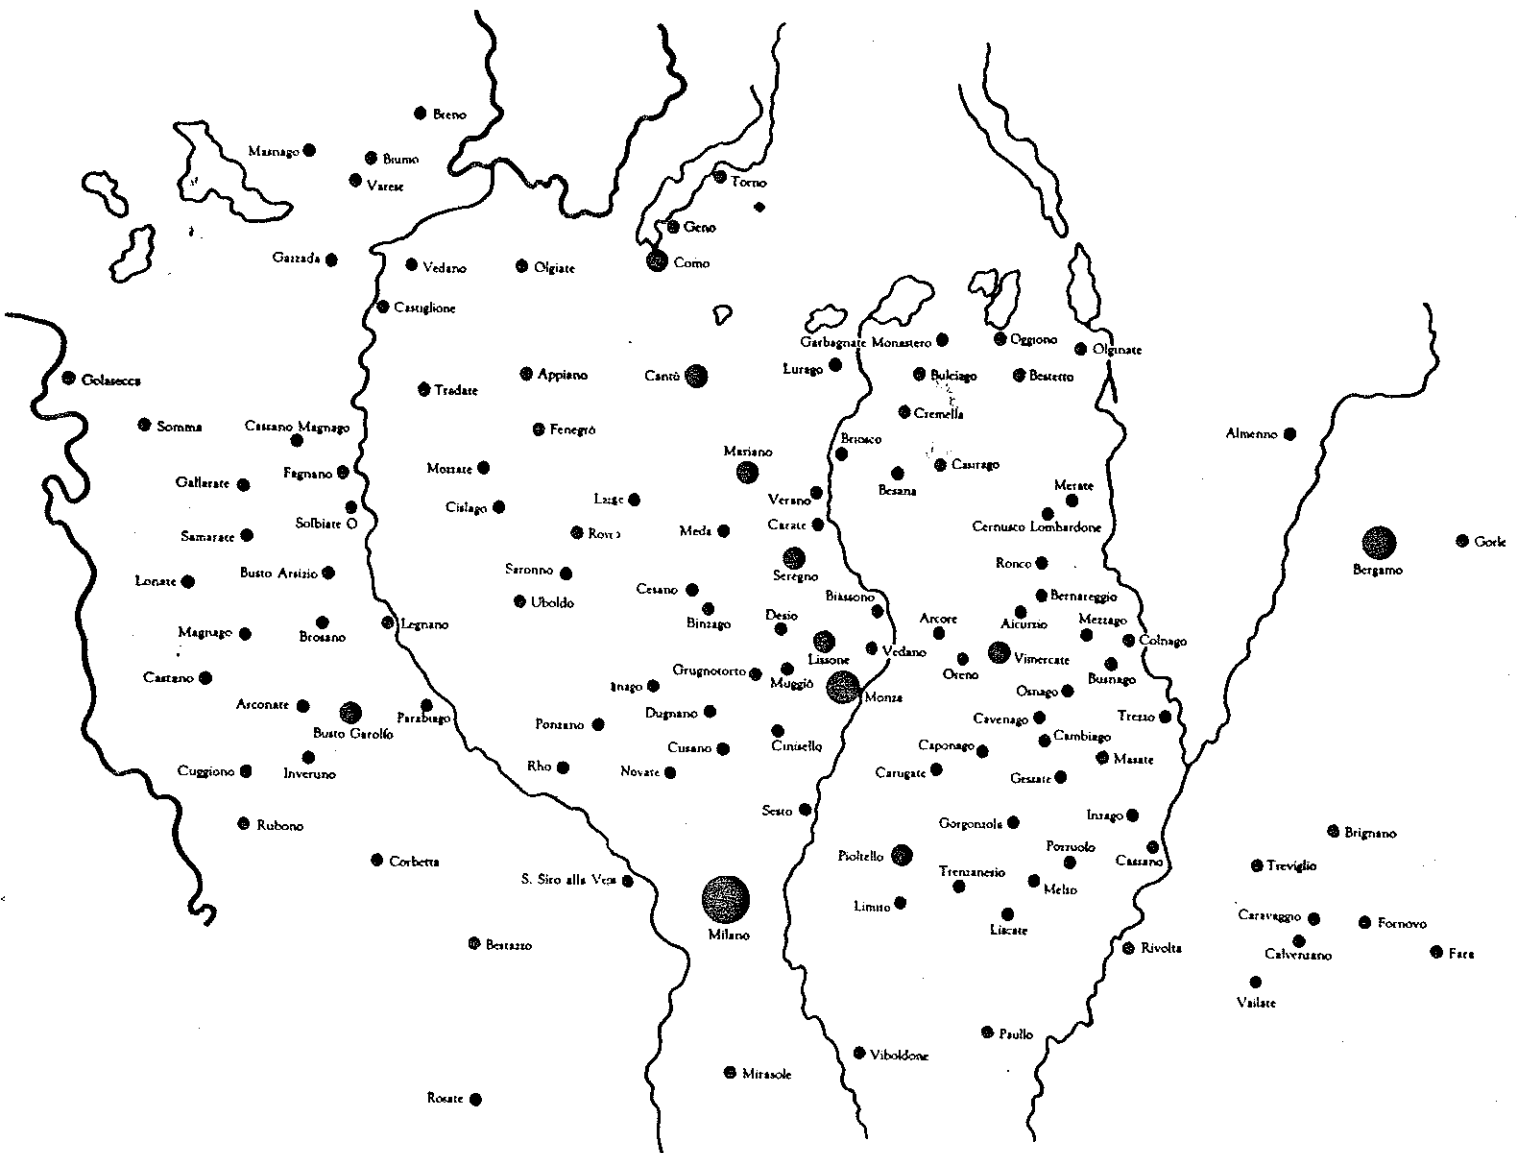 Breno
Masnago
Biumo
Varese
Torno
Geno
Gazzada
Vedano
Olgiate
Como
Castiglione
Garbagnate Monastero
Oggiono
Olginate
Golasecca
Tradate
Appiano
Cantù
Lurago
Bulciago
Bestetto
Cremella
Somma
Cassano Magnago
Fenegrò
Briosco
Almenno
Mariano
Gallarate
Fagnano
Mozzate
Besana
Casirago
Merate
Solbiate O
Cislago
Verano
Cernusco Lombardone
Samarate
Meda
Carate
Bergamo
Gorle
Lonate
Busto Arsizio
Saronno
Seregno
Ronco
Uboldo
Cesano
Binzago
Biassono
Bernareggio
Magnago
Brosano
Legnano
Desio
Arcore
Aicurzio
Mezzago
Colnago
Lissone
Vedano
Oreno
Vimercate
Busnago
Castano
Grugnotorto
Muggiò
Monza
Osnago
Arconate
Busto Garolfo
Parabiago
Ponzano
Dugnano
Cavenago
Trezzo
Cusano
Cinisello
Caponago
Cambiago
Cuggiono
Inveruno
Rho
Novate
Carugate
Gessate
Masate
Rubono
Sesto
Gorgonzola
Inzago
Brignano
Corbetta
Pioltello
Pozzuolo
Cassano
Treviglio
S. Siro alla
Trenzanesio
Melzo
Limito
Liscate
Milano
Caravaggio
Fornovo
Bestazzo
Rivolta
Calvenzano
Fara
Vailate
Paullo
Viboldone
Mirasole
Rosate